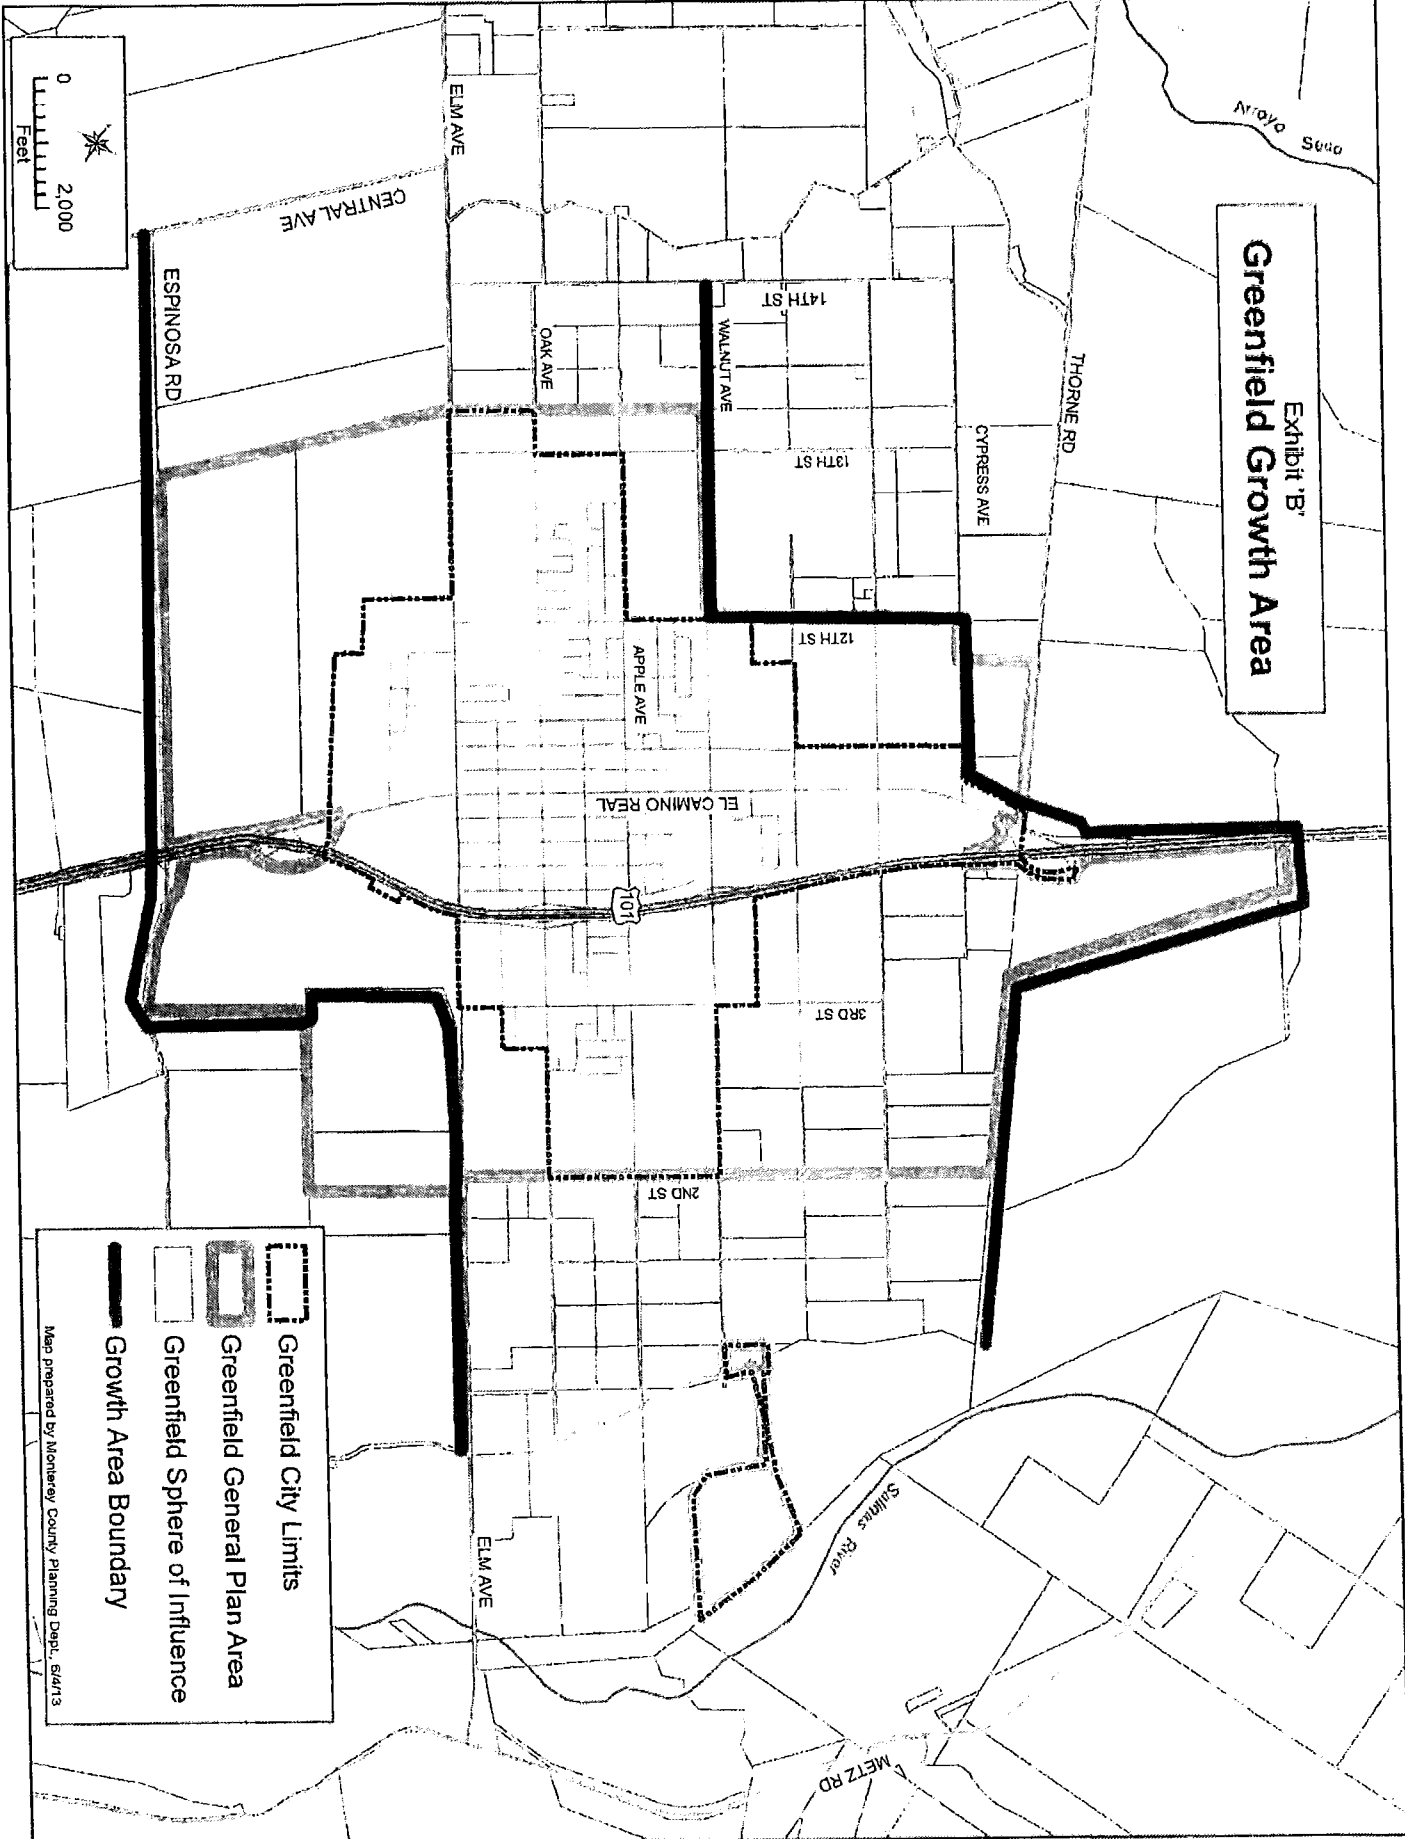 Exhibit 'B'
Greenfield Growth Area
Arroyo
THORNE RD
CYPRESS AVE
14TH ST
13TH ST
12TH ST
WALNUT AVE
OAK AVE
APPLE AVE
ELM AVE
CENTRAL AVE
ESPINOSA RD
EL CAMINO REAL
101
3RD ST
2ND ST
ELM AVE
Salinas River
METZ RD
0 2,000
Feet
Greenfield City Limits
Greenfield General Plan Area
Greenfield Sphere of Influence
Growth Area Boundary
Map prepared by Monterey County Planning Dept., 6/4/13